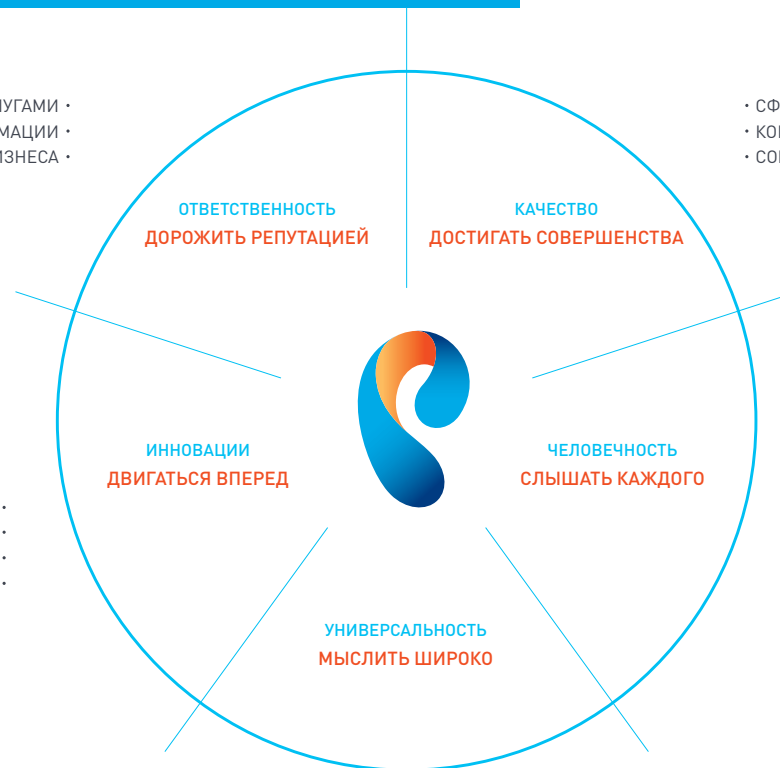 ОТВЕТСТВЕННОСТЬ
ДОРОЖИТЬ РЕПУТАЦИЕЙ
КАЧЕСТВО
ДОСТИГАТЬ СОВЕРШЕНСТВА
ИННОВАЦИИ
ДВИГАТЬСЯ ВПЕРЕД
ЧЕЛОВЕЧНОСТЬ
СЛЫШАТЬ КАЖДОГО
УНИВЕРСАЛЬНОСТЬ
МЫСЛИТЬ ШИРОКО